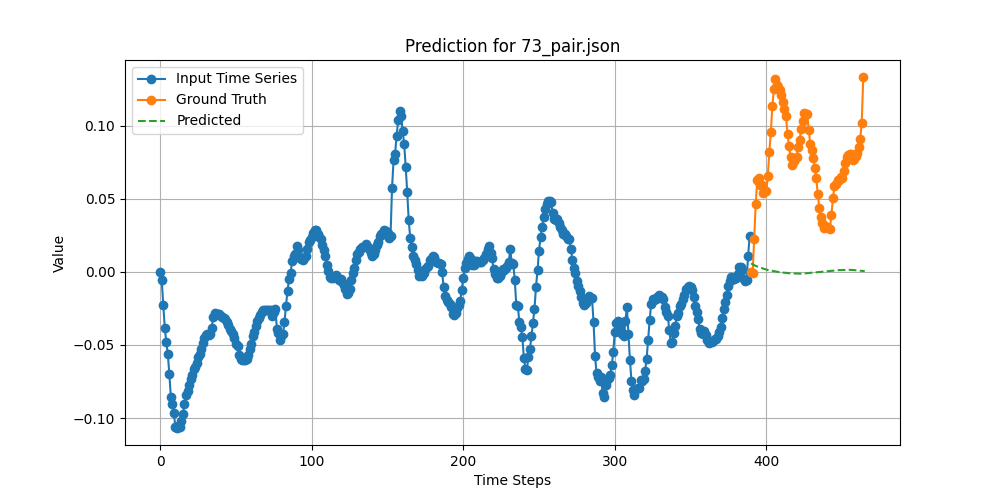 Prediction for 73_pair.json
Input Time Series
Ground Truth
Predicted
Value
0.10
0.05
0.00
−0.05
−0.10
0 100 200 300 400
Time Steps